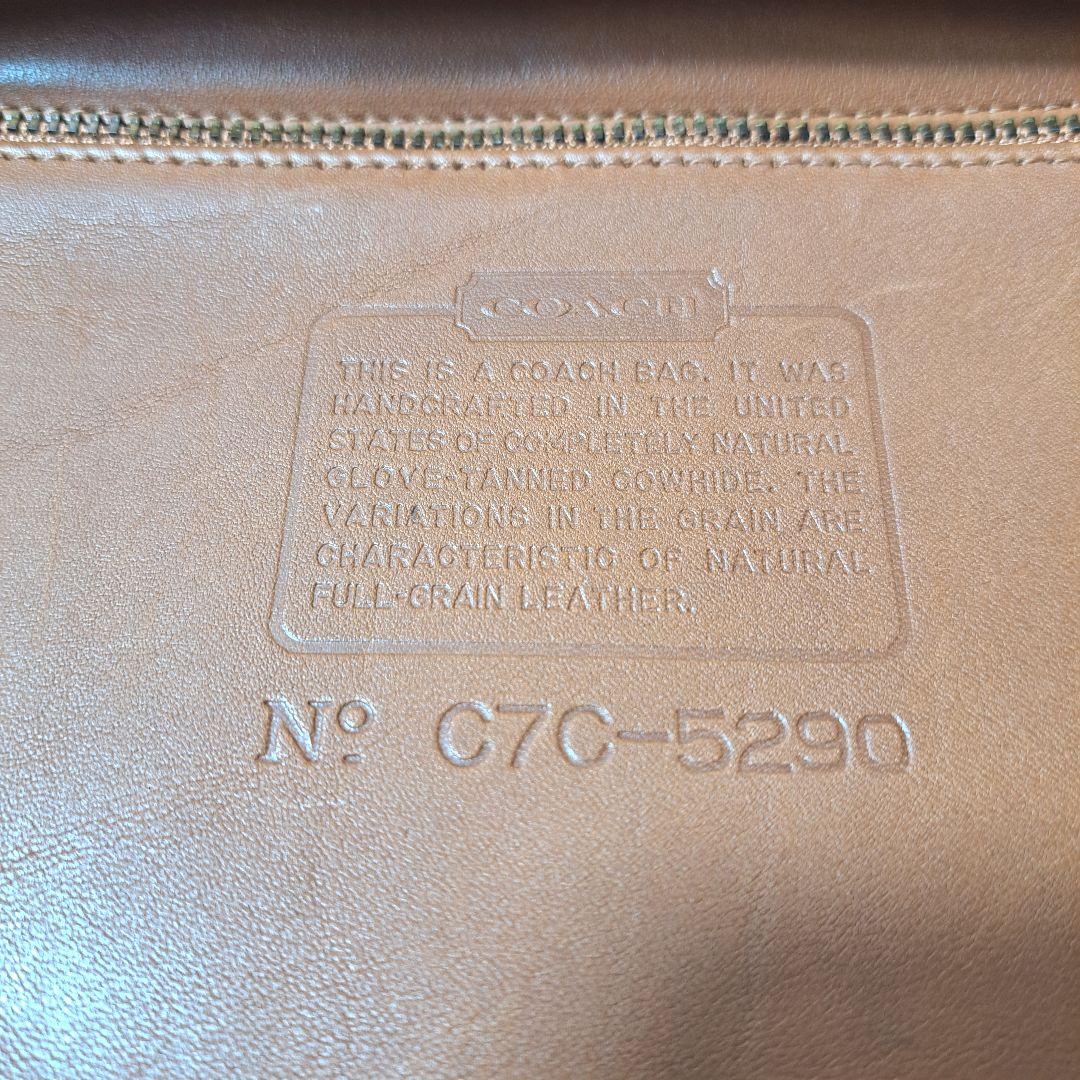 COACH
THIS IS A COACH BAG. IT WAS
HANDCRAFTED IN THE UNITED
STATES OF COMPLETELY NATURAL
GLOVE-TANNED COWHIDE. THE
VARIATIONS IN THE GRAIN ARE
CHARACTERISTIC OF NATURAL
FULL-GRAIN LEATHER.
Nº C7C-5290